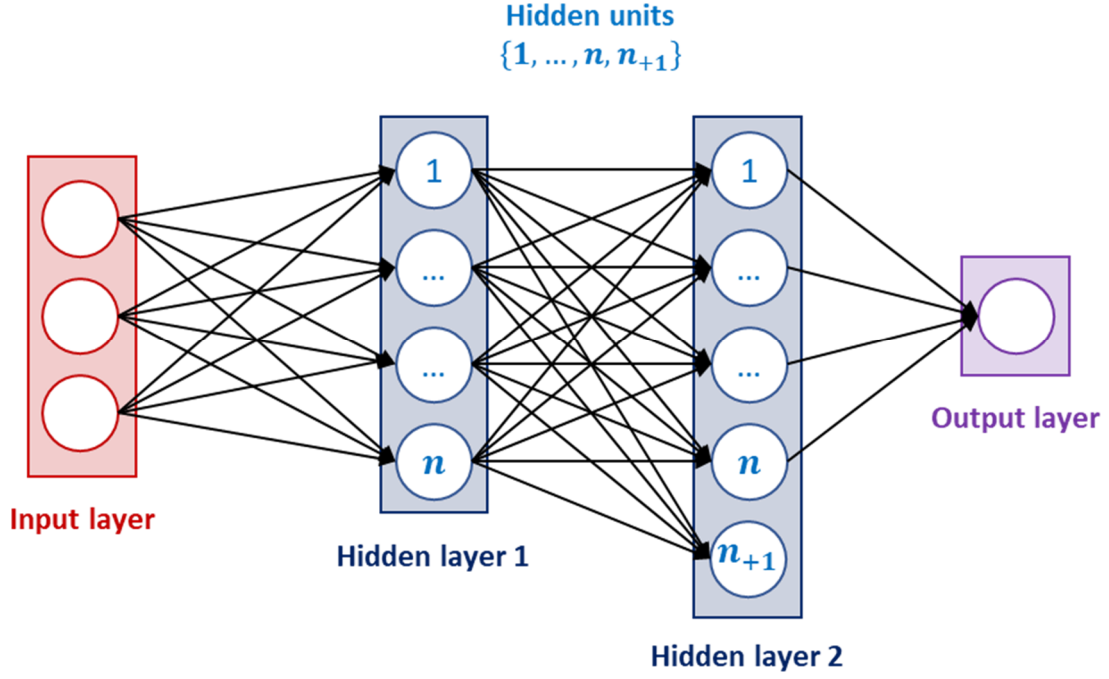 Hidden units
{1, ... , n, n+1}
1
...
...
n
1
...
...
n
n+1
Input layer
Hidden layer 1
Hidden layer 2
Output layer